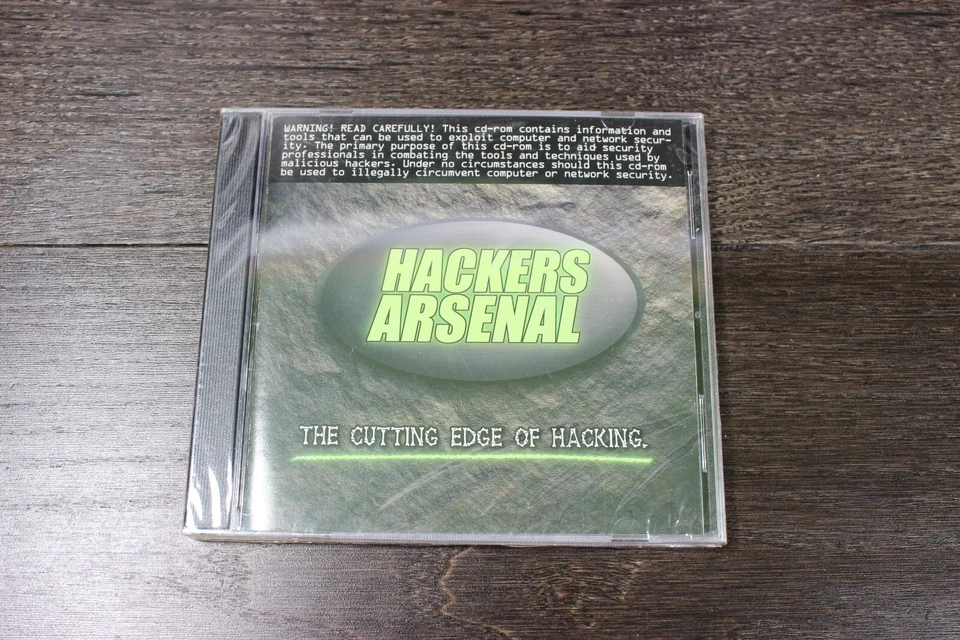 WARNING! READ CAREFULLY! This cd-rom contains information and
tools that can be used to exploit computer and network secur-
ity. The primary purpose of this cd-rom is to aid security
professionals in combating the tools and techniques used by
malicious hackers. Under no circumstances should this cd-rom
be used to illegally circumvent computer or network security.
HACKERS
ARSENAL
THE CUTTING EDGE OF HACKING.